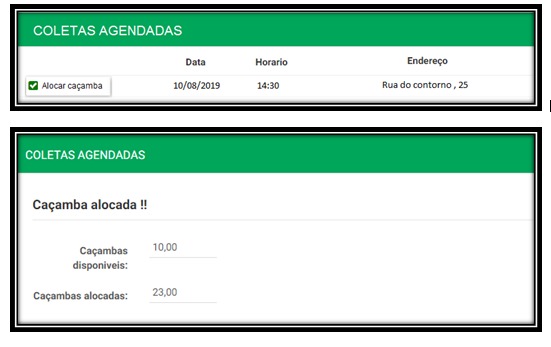 COLETAS AGENDADAS
Data Horario Endereço
Alocar caçamba 10/08/2019 14:30 Rua do contorno , 25
COLETAS AGENDADAS
Caçamba alocada !!
Caçambas disponiveis: 10,00
Caçambas alocadas: 23,00